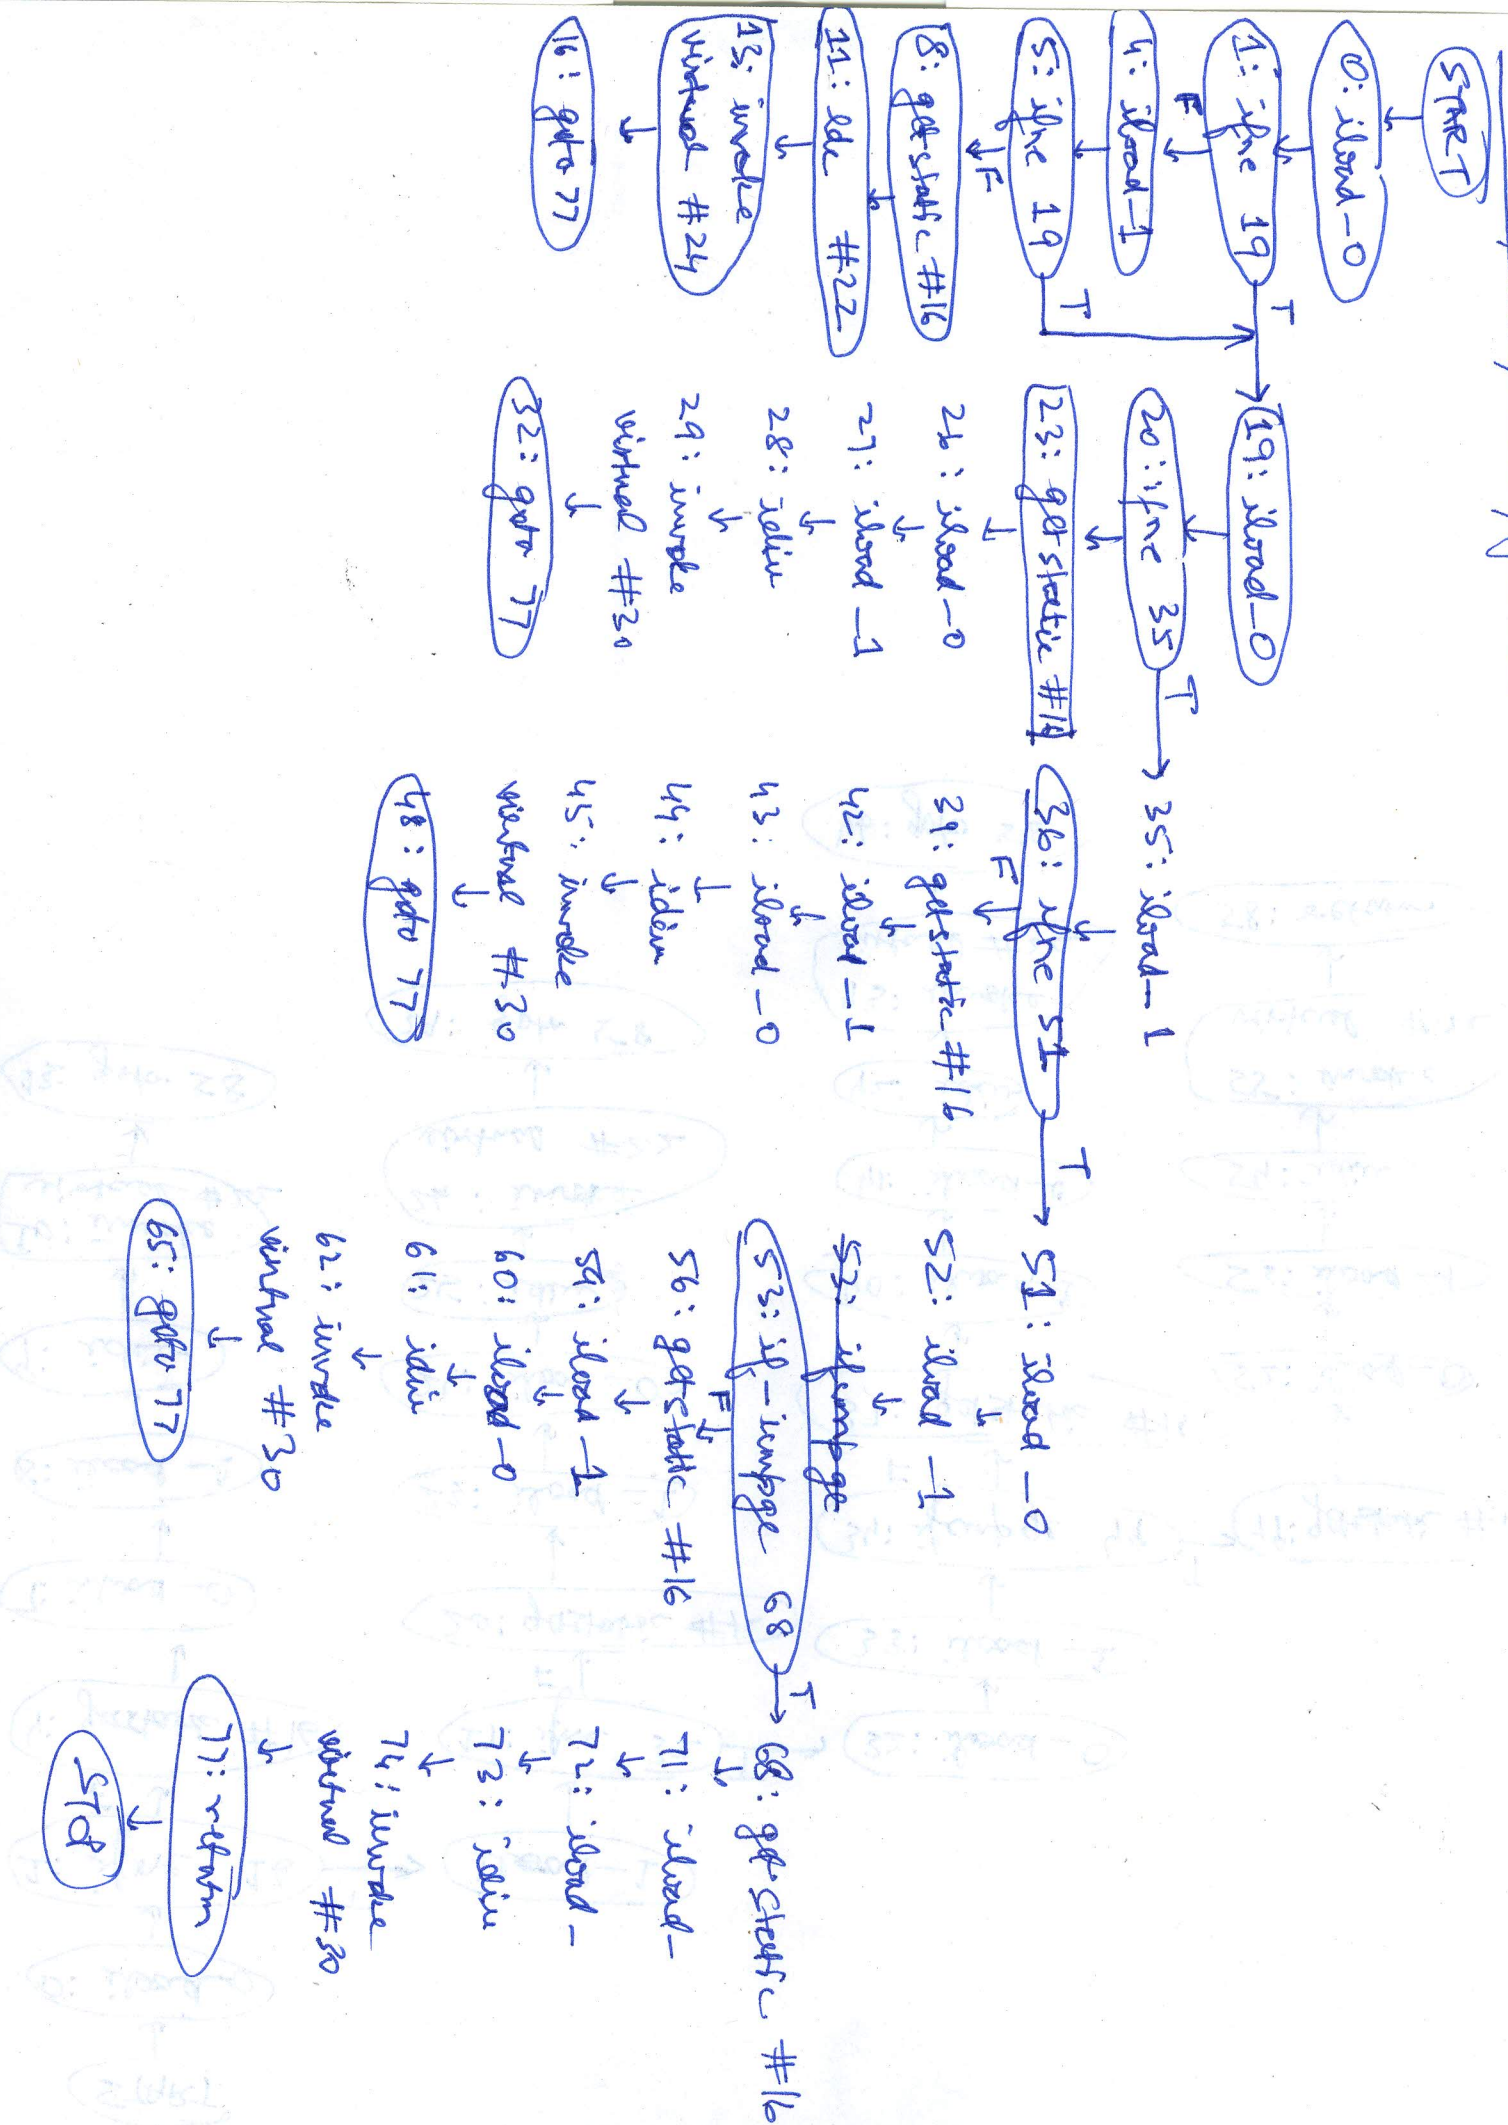 START
0: iload_0
1: ifne 19
T
F
4: iload_1
5: ifne 19
T
F
8: getstatic #16
11: ldc #22
13: invoke
virtual #24
16: goto 77
19: iload_0
20: ifne 35
T
23: getstatic #16
26: iload_0
27: iload_1
28: idiv
29: invoke
virtual #30
32: goto 77
35: iload_1
36: ifne 51
T
F
39: getstatic #16
42: iload_1
43: iload_0
44: idiv
45: invoke
virtual #30
48: goto 77
51: iload_0
52: iload_1
53: ifcmpge
53: if_icmpge 68
T
F
56: getstatic #16
59: iload_1
60: iload_0
61: idiv
62: invoke
virtual #30
65: goto 77
68: getstatic #16
71: iload_
72: iload_
73: idiv
74: invoke
virtual #30
77: return
STOP